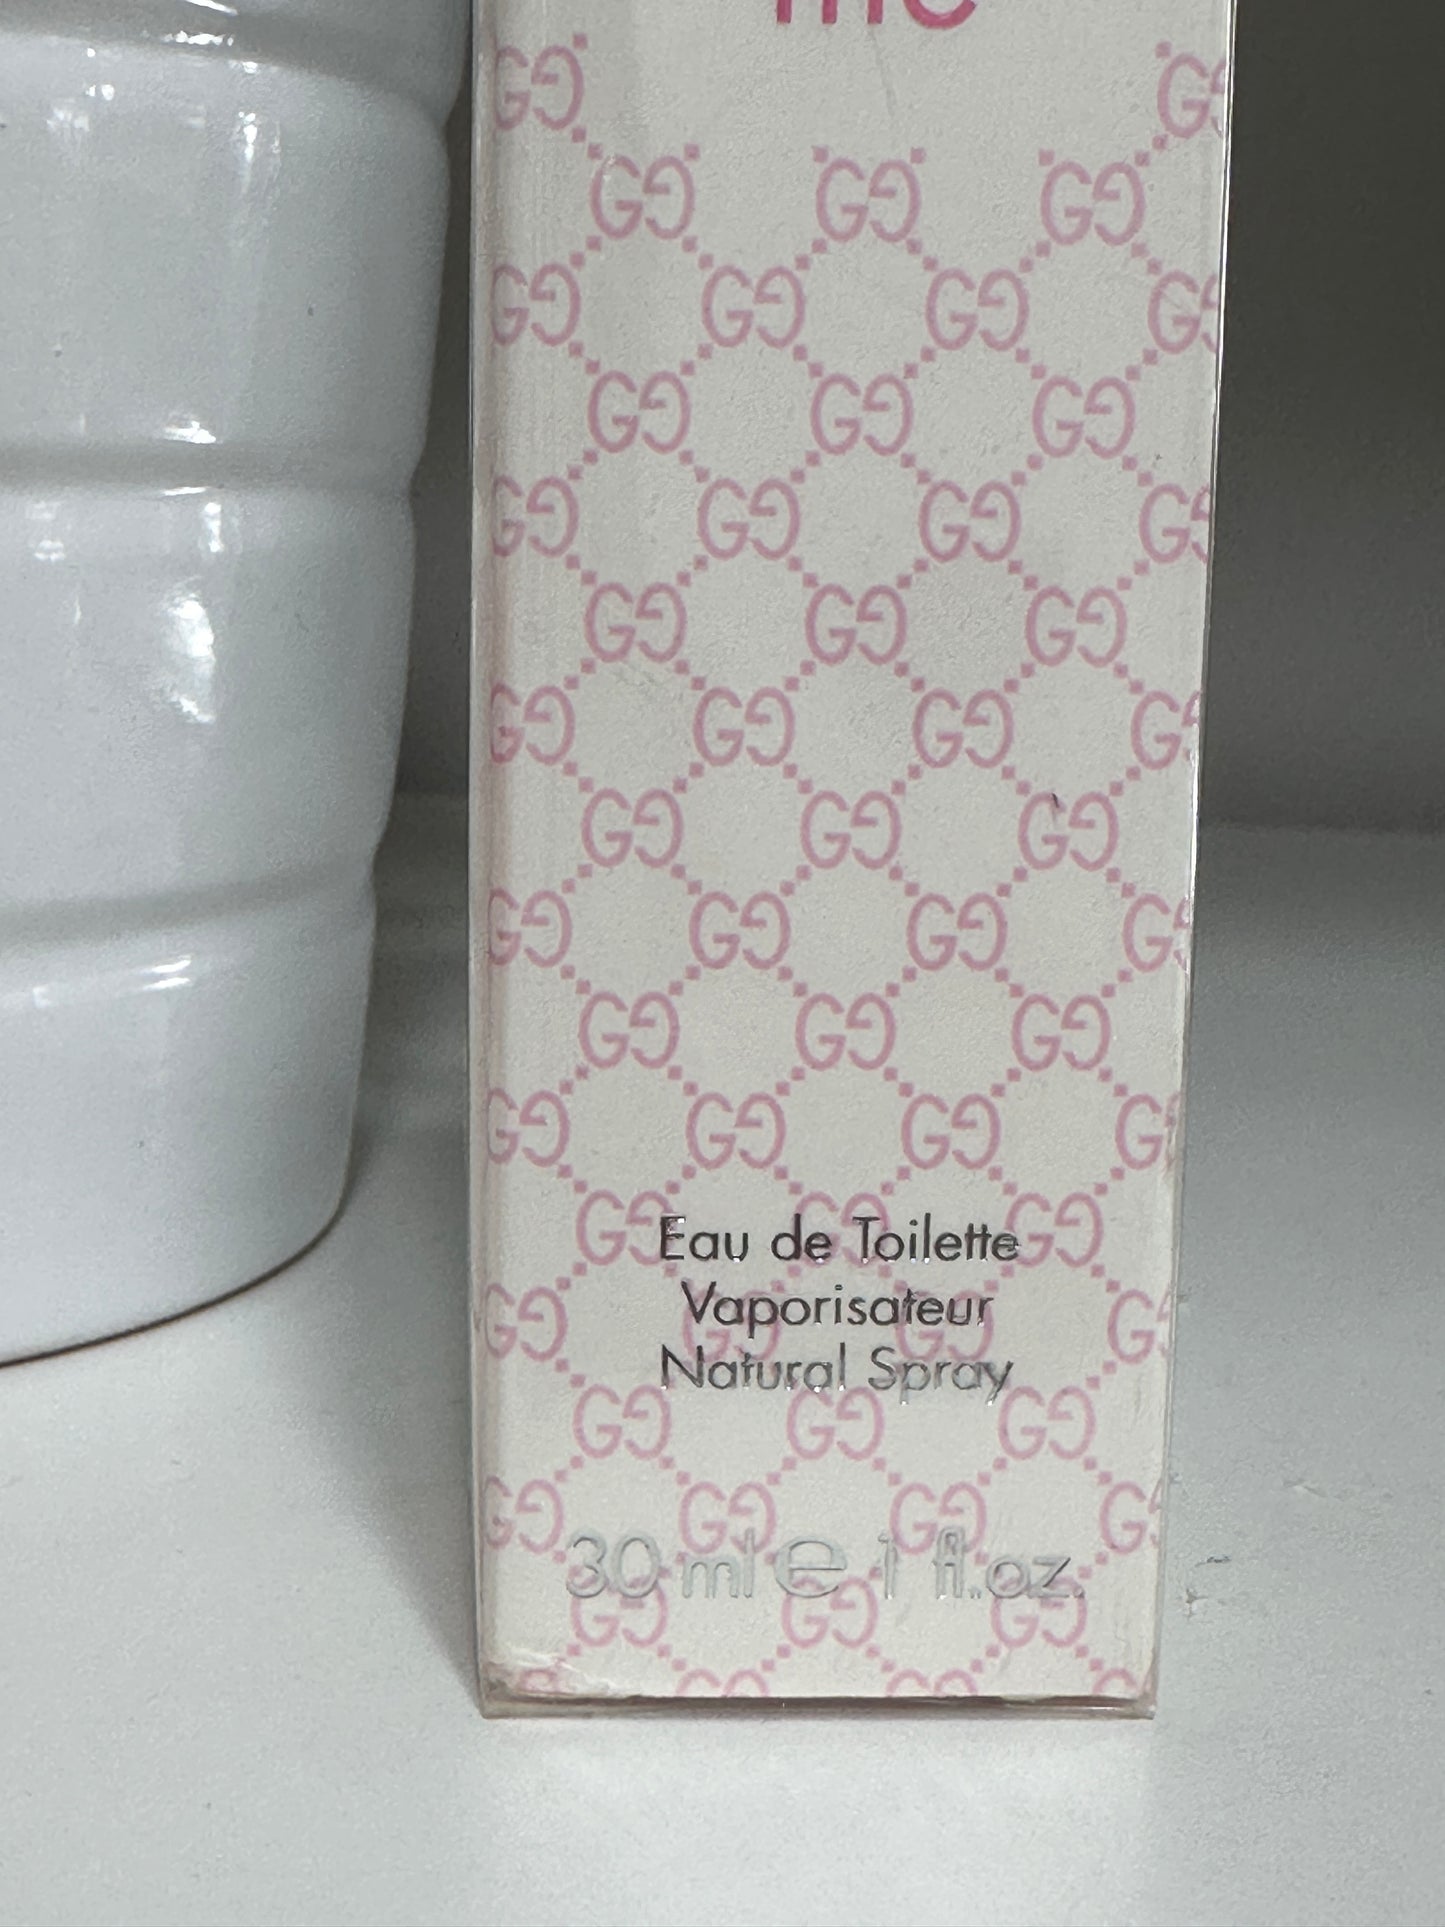 Eau de Toilette
Vaporisateur
Natural Spray
30 ml e 1 fl.oz.